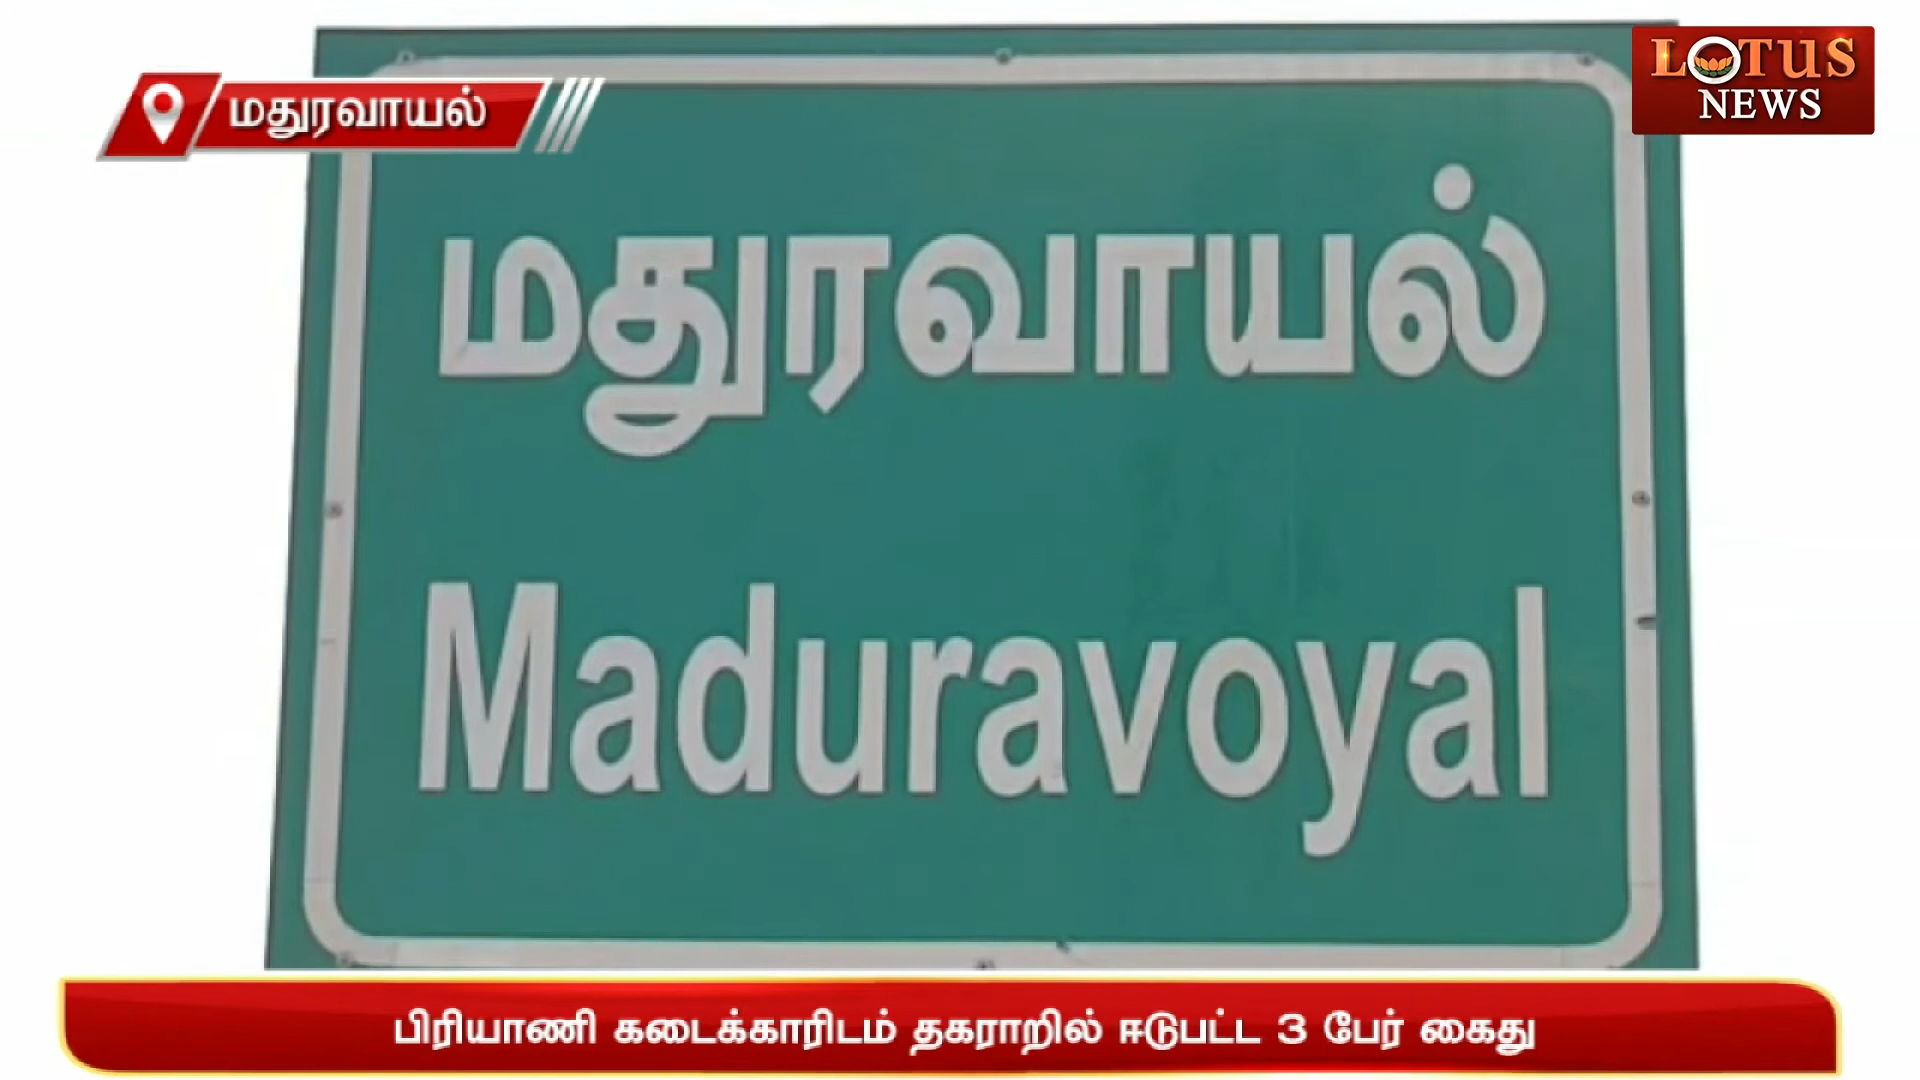 LOTUS
NEWS
மதுரவாயல்
மதுரவாயல்
Maduravoyal
பிரியாணி கடைக்காரிடம் தகராறில் ஈடுபட்ட 3 பேர் கைது